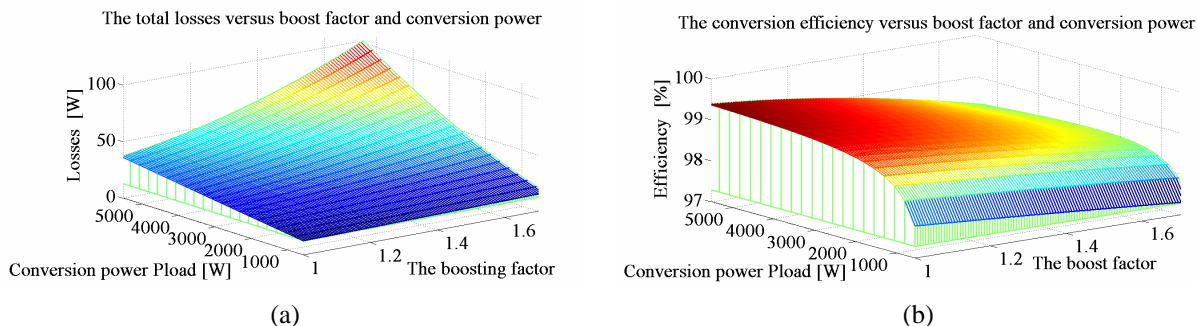 The total losses versus boost factor and conversion power
100
50
0
Losses [W]
5000
4000
3000
2000
1000
Conversion power Pload [W]
1
1.2
1.4
1.6
The boosting factor
(a)
The conversion efficiency versus boost factor and conversion power
100
99
98
97
Efficiency [%]
5000
4000
3000
2000
1000
Conversion power Pload [W]
1
1.2
1.4
1.6
The boost factor
(b)